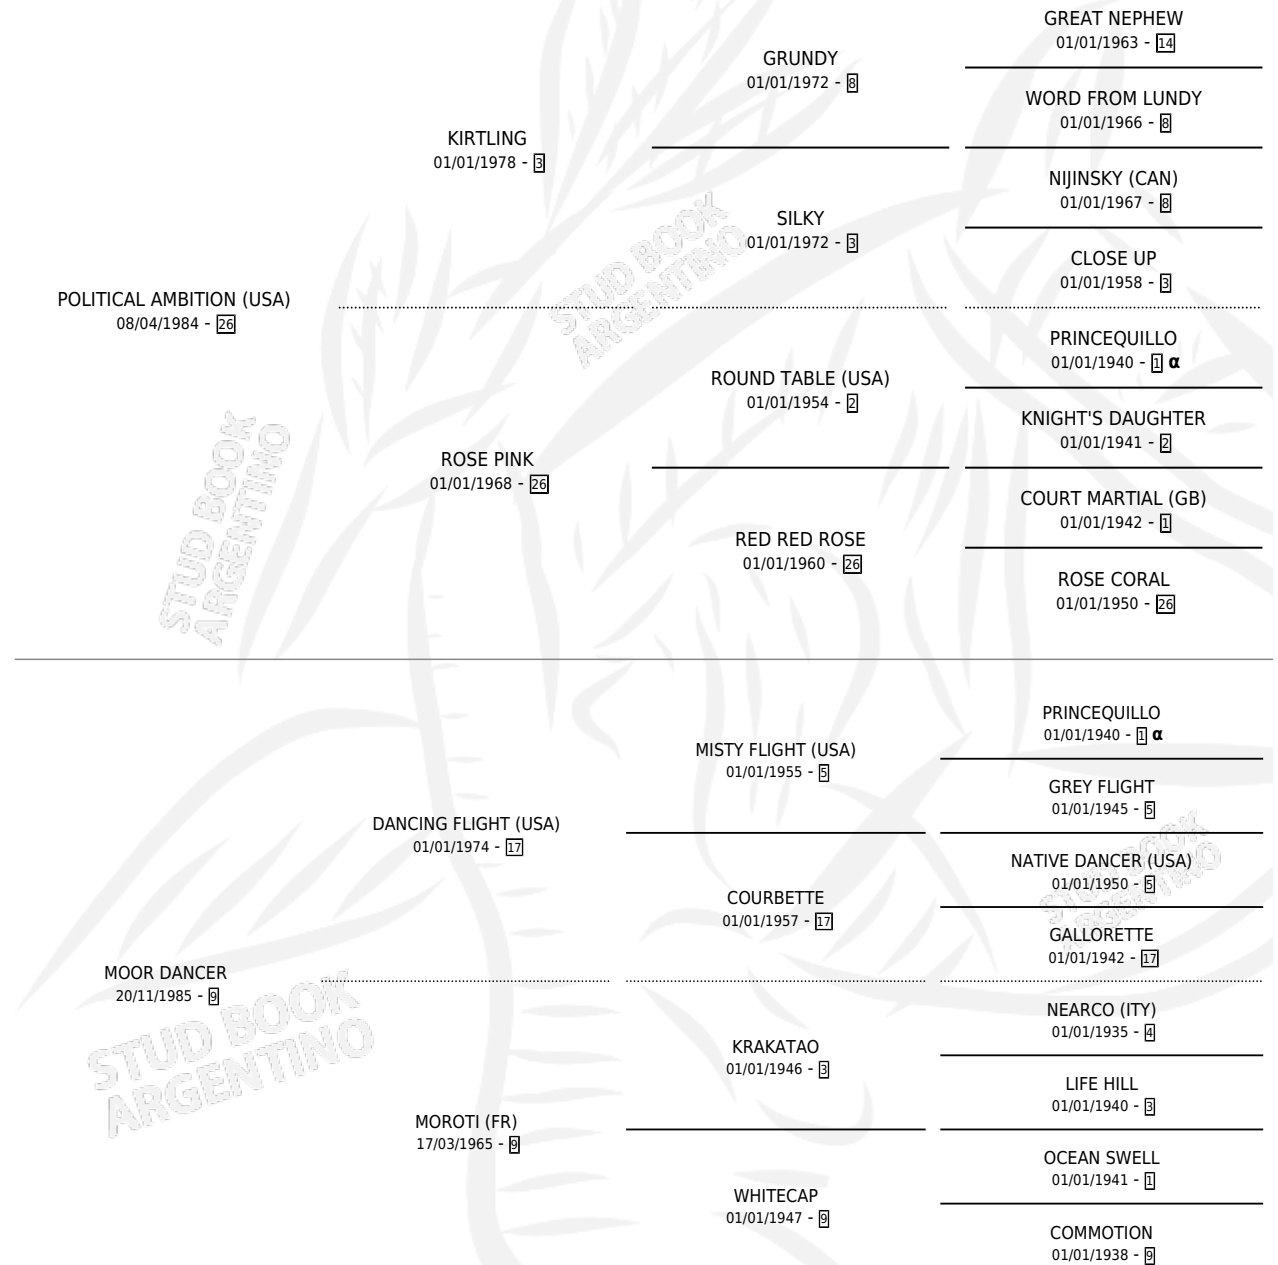 GREAT NEPHEW
01/01/1963 - 14
GRUNDY
01/01/1972 - 8
WORD FROM LUNDY
01/01/1966 - 8
KIRTLING
01/01/1978 - 3
NIJINSKY (CAN)
01/01/1967 - 8
SILKY
01/01/1972 - 3
CLOSE UP
01/01/1958 - 3
STUD BOOK
ARGENTINO
POLITICAL AMBITION (USA)
08/04/1984 - 26
PRINCEQUILLO
01/01/1940 - 1 α
ROUND TABLE (USA)
01/01/1954 - 2
KNIGHT'S DAUGHTER
01/01/1941 - 2
ROSE PINK
01/01/1968 - 26
COURT MARTIAL (GB)
01/01/1942 - 1
RED RED ROSE
01/01/1960 - 26
ROSE CORAL
01/01/1950 - 26
STUD BOOK
ARGENTINO
PRINCEQUILLO
01/01/1940 - 1 α
MISTY FLIGHT (USA)
01/01/1955 - 5
GREY FLIGHT
01/01/1945 - 5
DANCING FLIGHT (USA)
01/01/1974 - 17
NATIVE DANCER (USA)
01/01/1950 - 5
COURBETTE
01/01/1957 - 17
GALLORETTE
01/01/1942 - 17
STUD BOOK
ARGENTINO
MOOR DANCER
20/11/1985 - 9
NEARCO (ITY)
01/01/1935 - 4
KRAKATAO
01/01/1946 - 3
LIFE HILL
01/01/1940 - 3
STUD BOOK
ARGENTINO
MOROTI (FR)
17/03/1965 - 9
OCEAN SWELL
01/01/1941 - 1
WHITECAP
01/01/1947 - 9
COMMOTION
01/01/1938 - 9